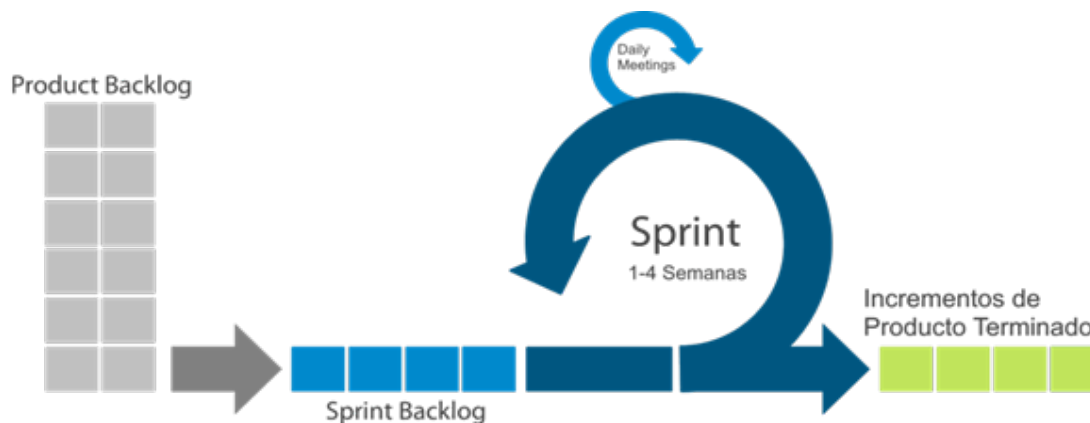 Daily
Meetings
Product Backlog
Sprint
1-4 Semanas
Incrementos de
Producto Terminado
Sprint Backlog